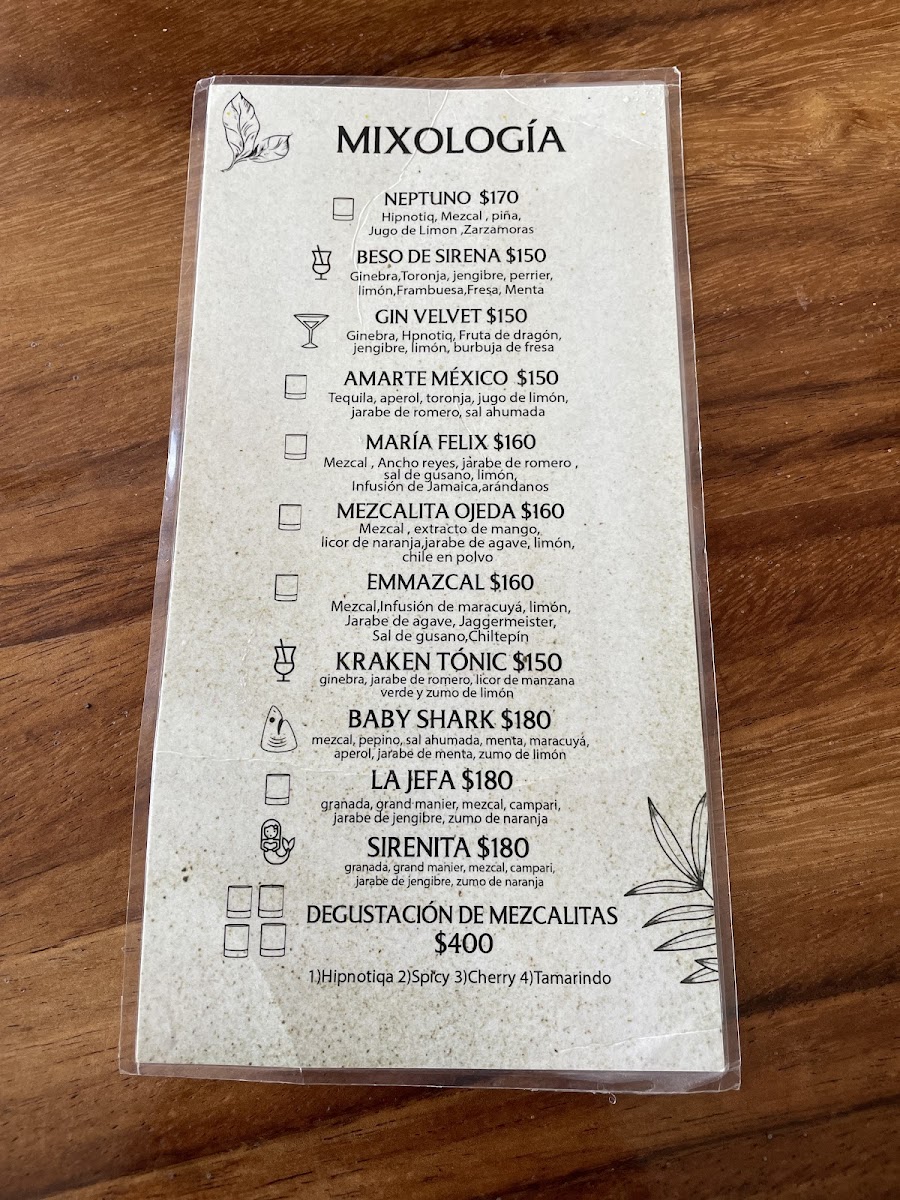 MIXOLOGÍA
NEPTUNO $170
Hipnotiq, Mezcal , piña,
Jugo de Limon ,Zarzamoras
BESO DE SIRENA $150
Ginebra,Toronja, jengibre, perrier,
limón,Frambuesa,Fresa, Menta
GIN VELVET $150
Ginebra, Hpnotiq, Fruta de dragón,
jengibre, limón, burbuja de fresa
AMARTE MÉXICO $150
Tequila, aperol, toronja, jugo de limón,
jarabe de romero, sal ahumada
MARÍA FELIX $160
Mezcal , Ancho reyes, jarabe de romero ,
sal de gusano, limón,
Infusión de Jamaica,arándanos
MEZCALITA OJEDA $160
Mezcal , extracto de mango,
licor de naranja,jarabe de agave, limón,
chile en polvo
EMMAZCAL $160
Mezcal,Infusión de maracuyá, limón,
Jarabe de agave, Jaggermeister,
Sal de gusano,Chiltepín
KRAKEN TÓNIC $150
ginebra, jarabe de romero, licor de manzana
verde y zumo de limón
BABY SHARK $180
mezcal, pepino, sal ahumada, menta, maracuyá,
aperol, jarabe de menta, zumo de limón
LA JEFA $180
granada, grand manier, mezcal, campari,
jarabe de jengibre, zumo de naranja
SIRENITA $180
granada, grand manier, mezcal, campari,
jarabe de jengibre, zumo de naranja
DEGUSTACIÓN DE MEZCALITAS
$400
1)Hipnotiqa 2)Spicy 3)Cherry 4)Tamarindo